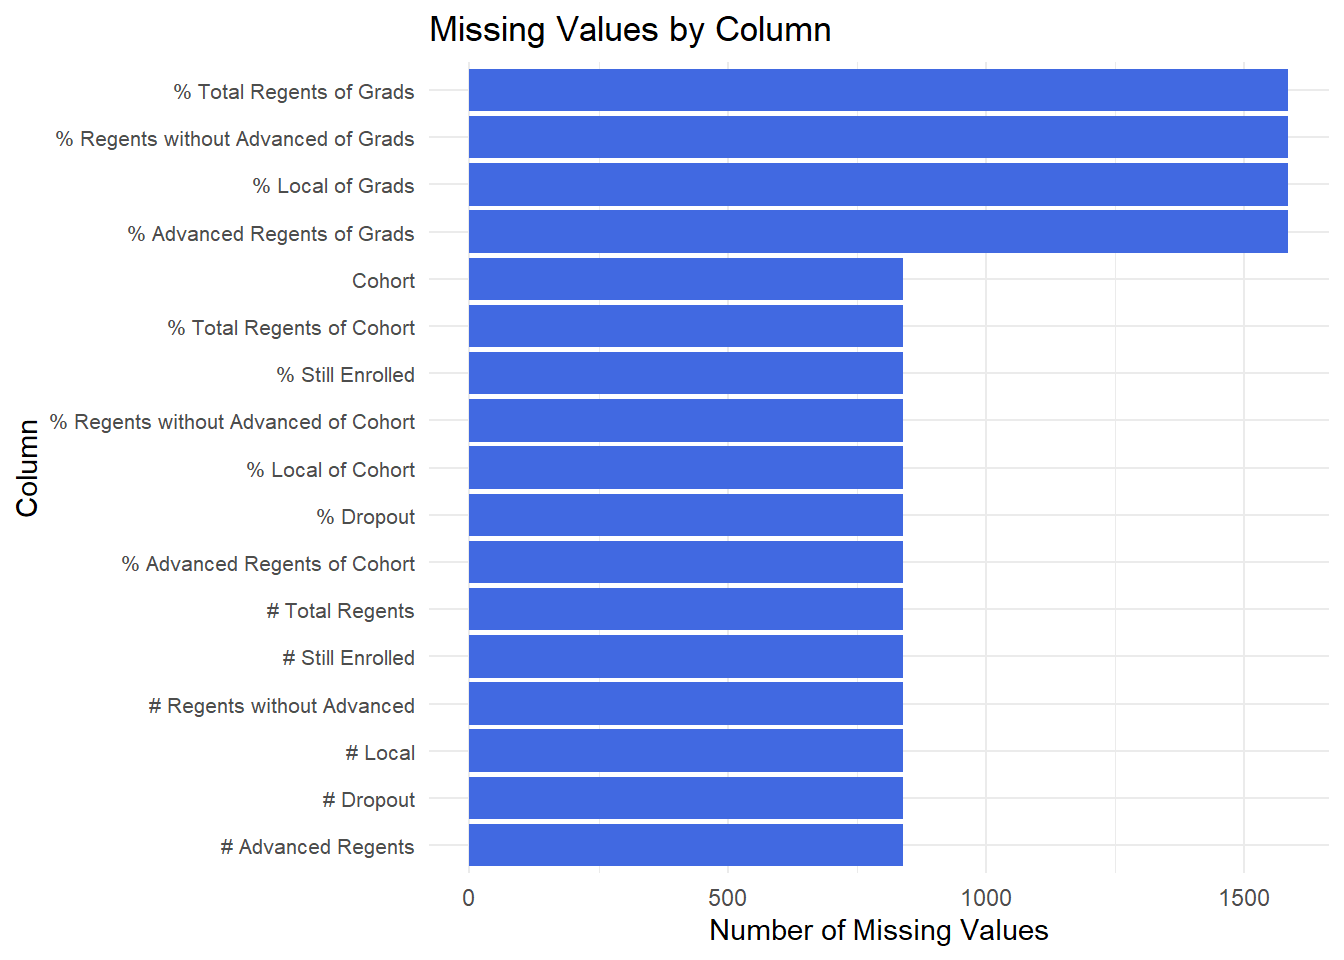 Missing Values by Column
% Total Regents of Grads
% Regents without Advanced of Grads
% Local of Grads
% Advanced Regents of Grads
Cohort
% Total Regents of Cohort
% Still Enrolled
% Regents without Advanced of Cohort
% Local of Cohort
% Dropout
% Advanced Regents of Cohort
# Total Regents
# Still Enrolled
# Regents without Advanced
# Local
# Dropout
# Advanced Regents
Column
0 500 1000 1500
Number of Missing Values